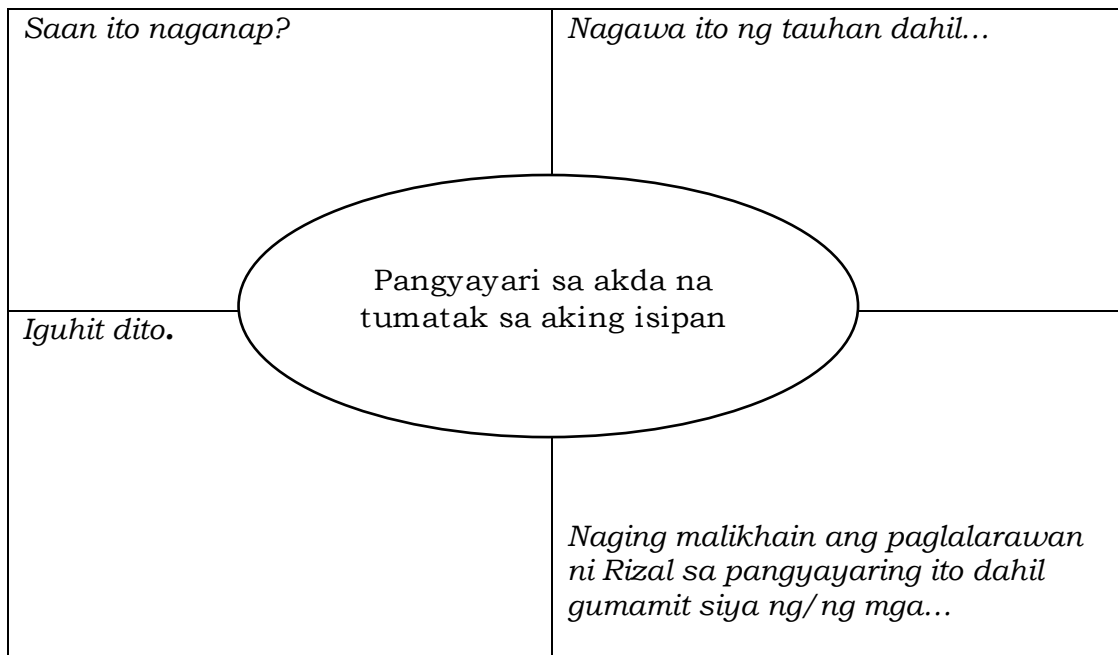 Saan ito naganap?
Nagawa ito ng tauhan dahil…
Pangyayari sa akda na
tumatak sa aking isipan
Iguhit dito.
Naging malikhain ang paglalarawan
ni Rizal sa pangyayaring ito dahil
gumamit siya ng/ng mga…